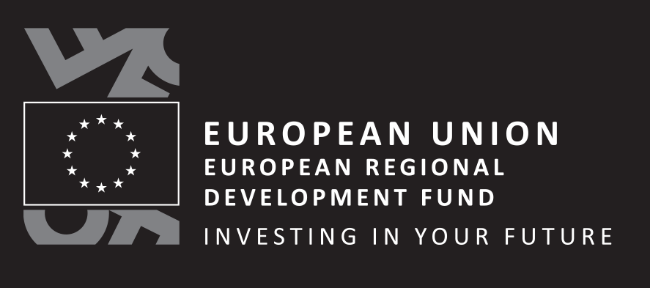 EUROPEAN UNION
EUROPEAN REGIONAL
DEVELOPMENT FUND
INVESTING IN YOUR FUTURE